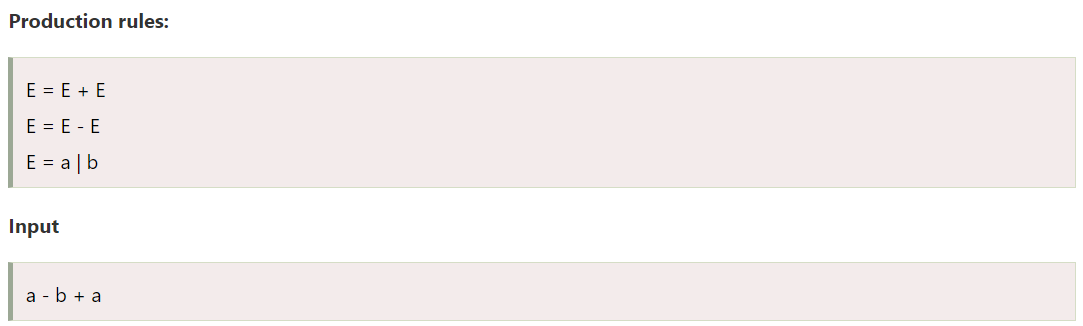 Production rules:
E = E + E
E = E - E
E = a | b
Input
a - b + a